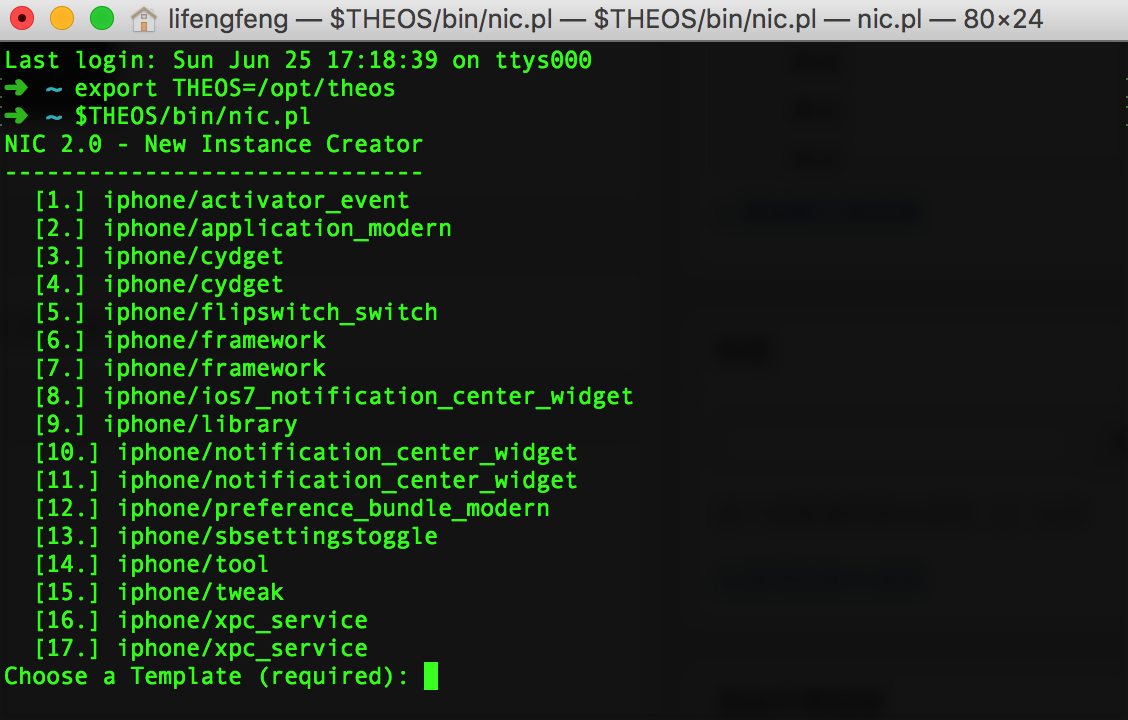 lifengfeng — $THEOS/bin/nic.pl — $THEOS/bin/nic.pl — nic.pl — 80×24
Last login: Sun Jun 25 17:18:39 on ttys000
➜ ~ export THEOS=/opt/theos
➜ ~ $THEOS/bin/nic.pl
NIC 2.0 - New Instance Creator
------------------------------
[1.] iphone/activator_event
[2.] iphone/application_modern
[3.] iphone/cydget
[4.] iphone/cydget
[5.] iphone/flipswitch_switch
[6.] iphone/framework
[7.] iphone/framework
[8.] iphone/ios7_notification_center_widget
[9.] iphone/library
[10.] iphone/notification_center_widget
[11.] iphone/notification_center_widget
[12.] iphone/preference_bundle_modern
[13.] iphone/sbsettingstoggle
[14.] iphone/tool
[15.] iphone/tweak
[16.] iphone/xpc_service
[17.] iphone/xpc_service
Choose a Template (required):